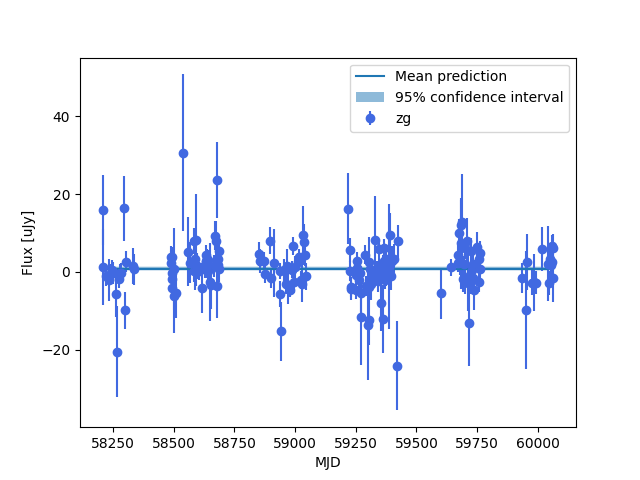 Mean prediction
95% confidence interval
zg
Flux [uJy]
40
20
0
−20
58250 58500 58750 59000 59250 59500 59750 60000
MJD